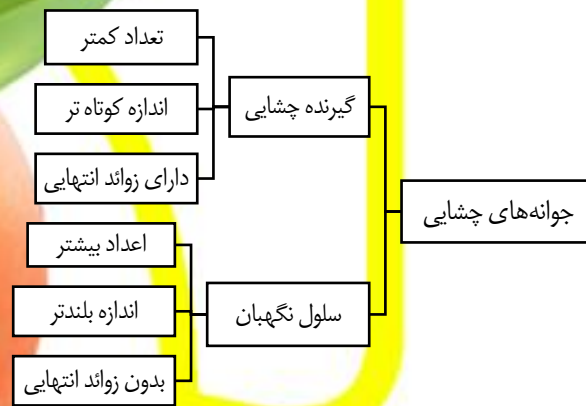 جوانه‌های چشایی
گیرنده چشایی
تعداد کمتر
اندازه کوتاه تر
دارای زوائد انتهایی
سلول نگهبان
اعداد بیشتر
اندازه بلندتر
بدون زوائد انتهایی